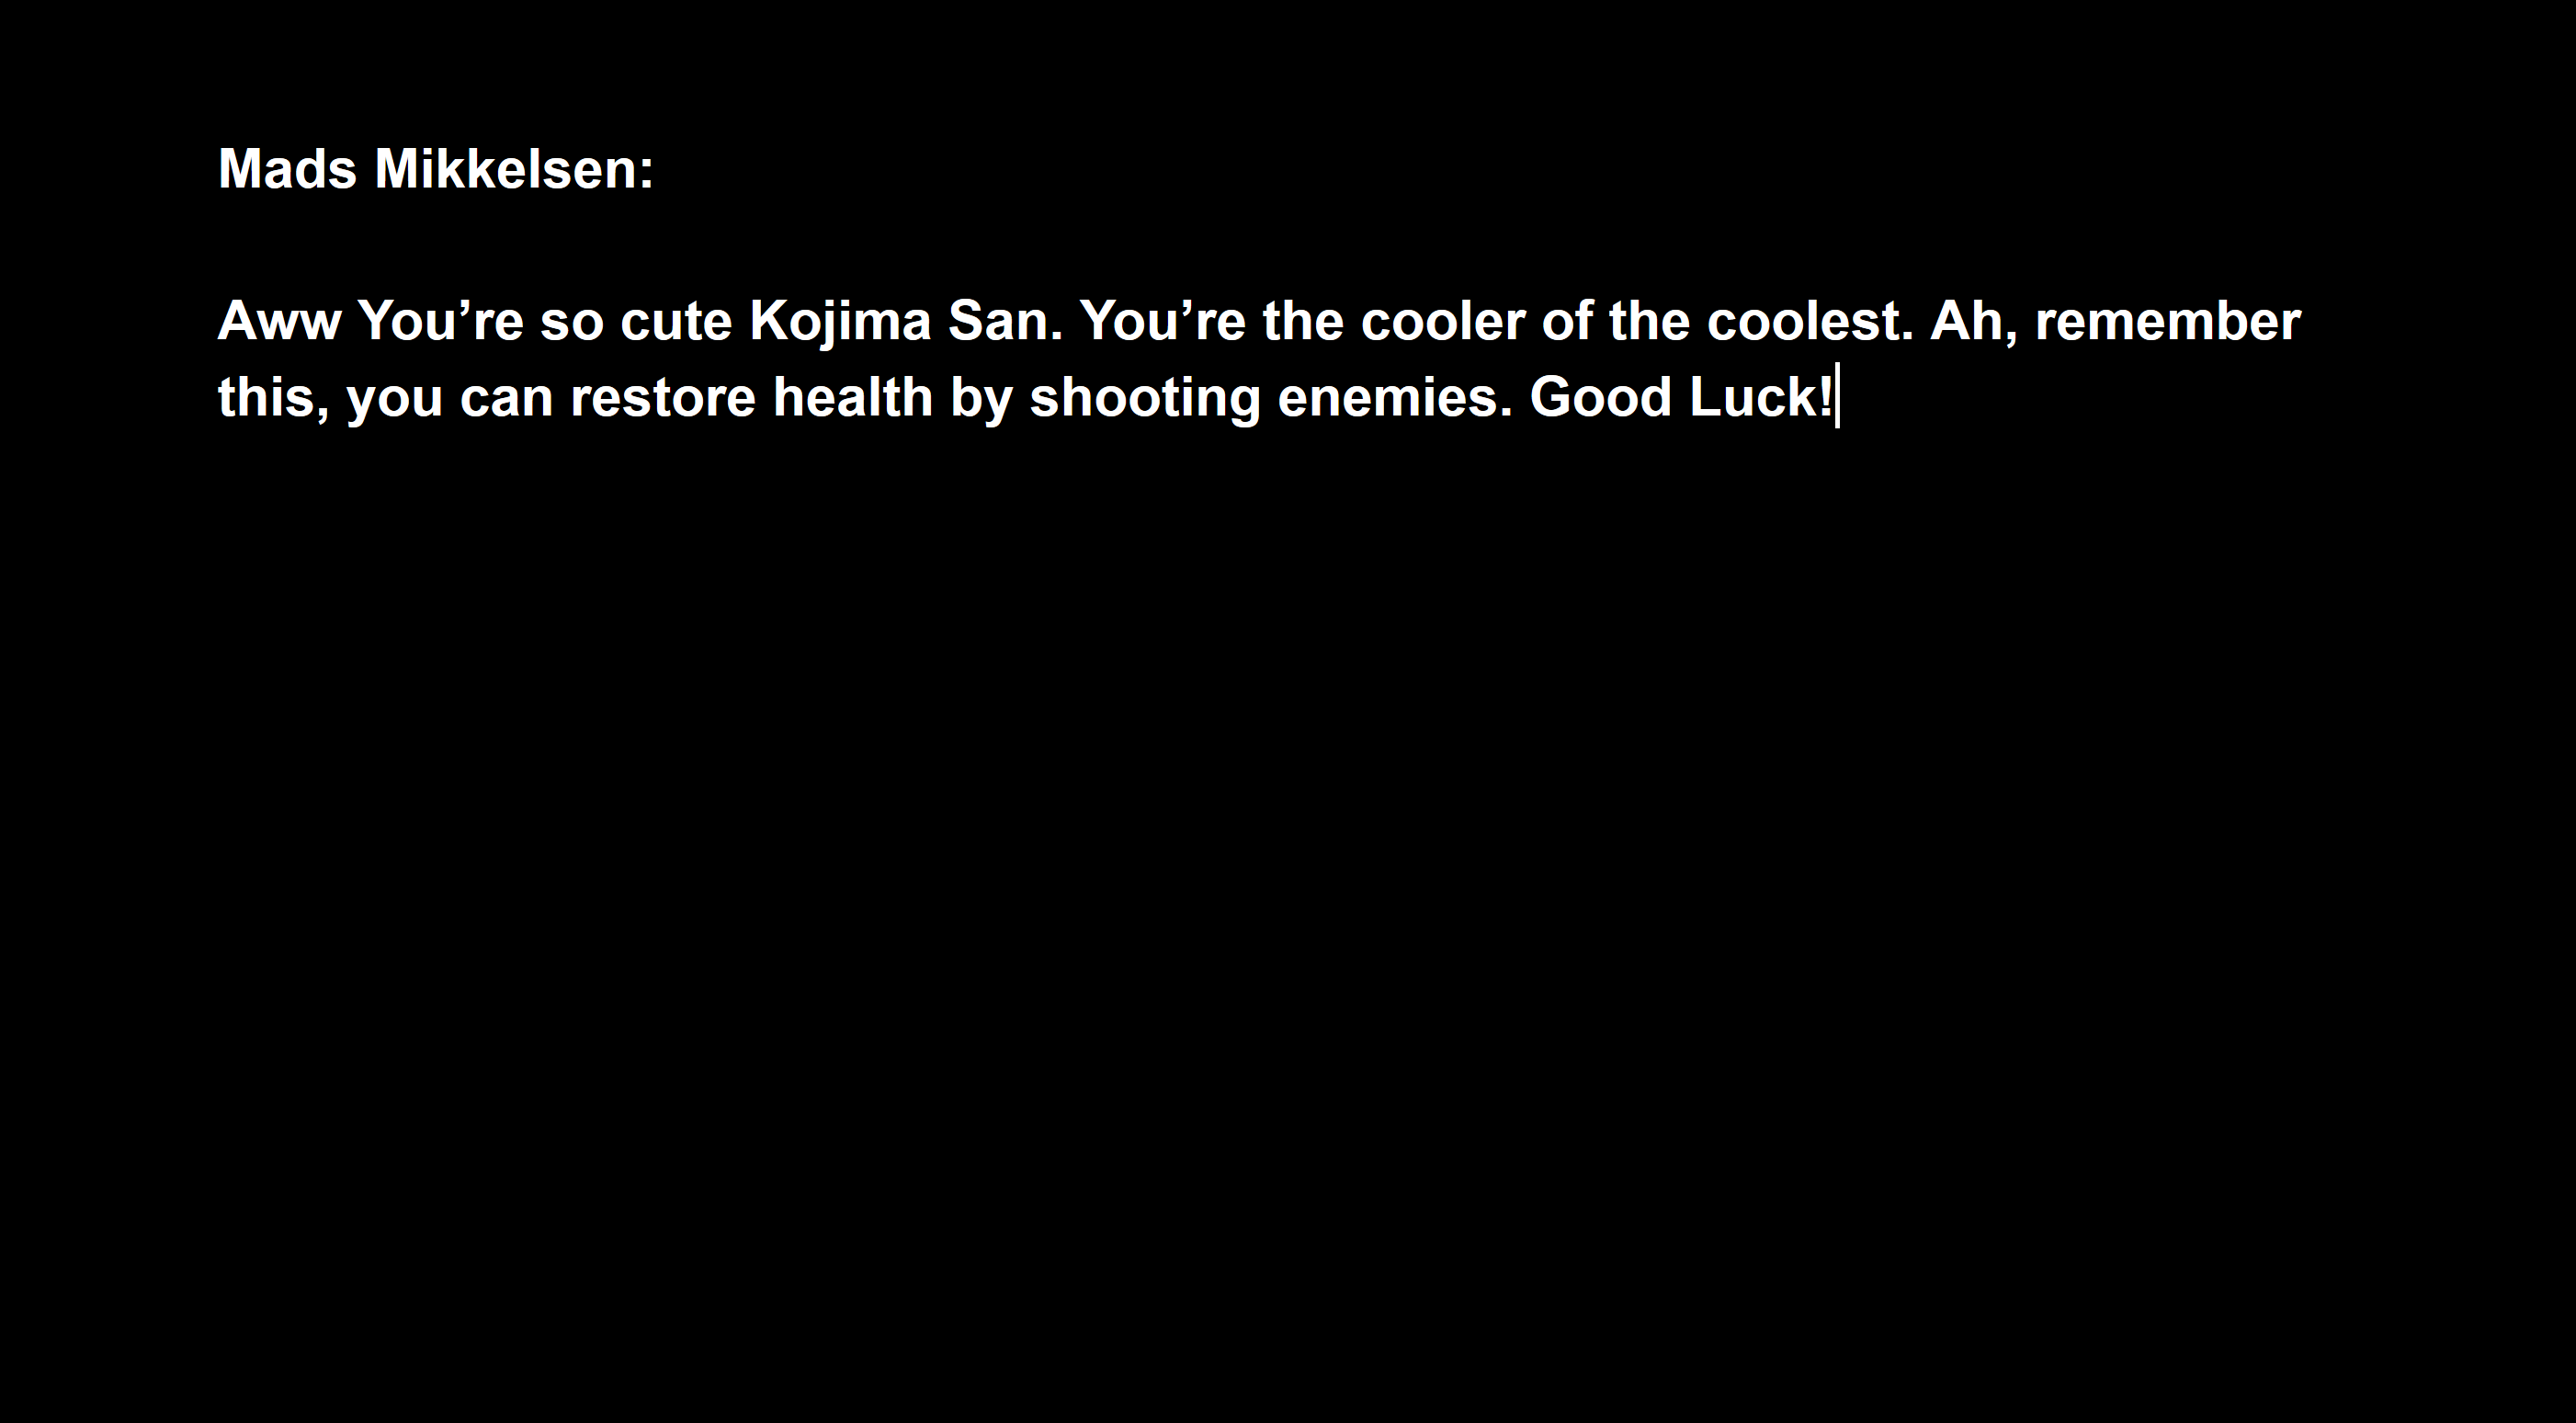 Mads Mikkelsen:
Aww You’re so cute Kojima San. You’re the cooler of the coolest. Ah, remember
this, you can restore health by shooting enemies. Good Luck!